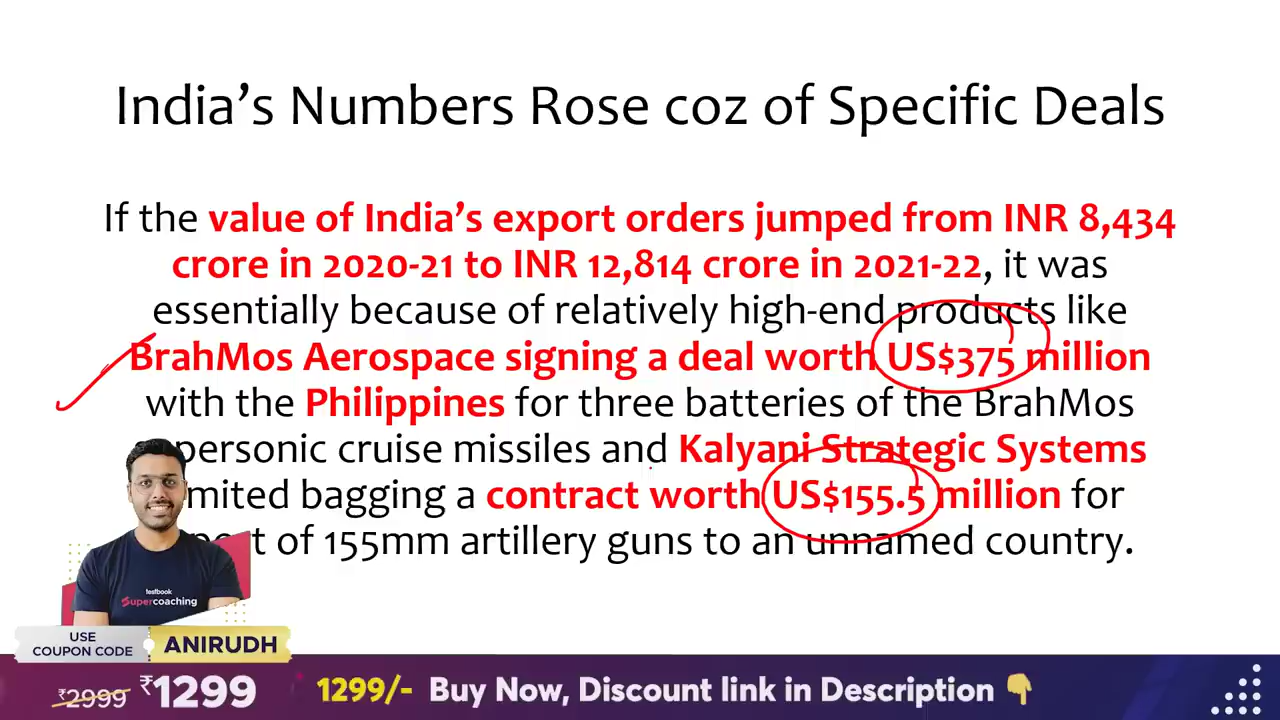 India's Numbers Rose coz of Specific Deals
If the value of India's export orders jumped from INR 8,434
crore in 2020-21 to INR 12,814 crore in 2021-22, it was
essentially because of relatively high-end products like
BrahMos Aerospace signing a deal worth US$375 million
with the Philippines for three batteries of the BrahMos
supersonic cruise missiles and Kalyani Strategic Systems
Limited bagging a contract worth US$155.5 million for
of 155mm artillery guns to an unnamed country.
testbook
Supercoaching
USE
COUPON CODE
ANIRUDH
₹2999 ₹1299 1299/- Buy Now, Discount link in Description 👇